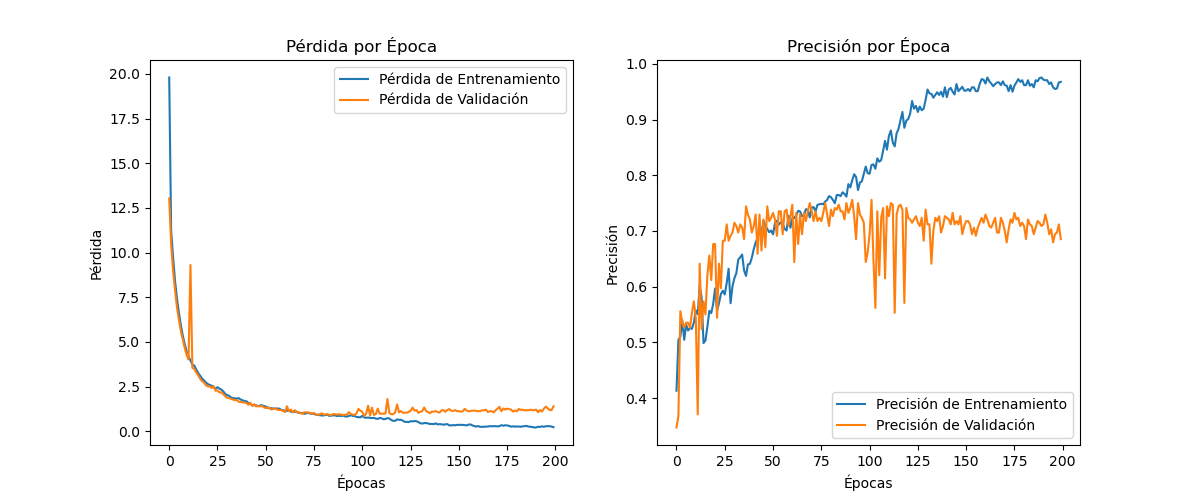 Pérdida por Época
Pérdida
20.0
17.5
15.0
12.5
10.0
7.5
5.0
2.5
0.0
Pérdida de Entrenamiento
Pérdida de Validación
0 25 50 75 100 125 150 175 200
Épocas
Precisión por Época
Precisión
1.0
0.9
0.8
0.7
0.6
0.5
0.4
Precisión de Entrenamiento
Precisión de Validación
0 25 50 75 100 125 150 175 200
Épocas